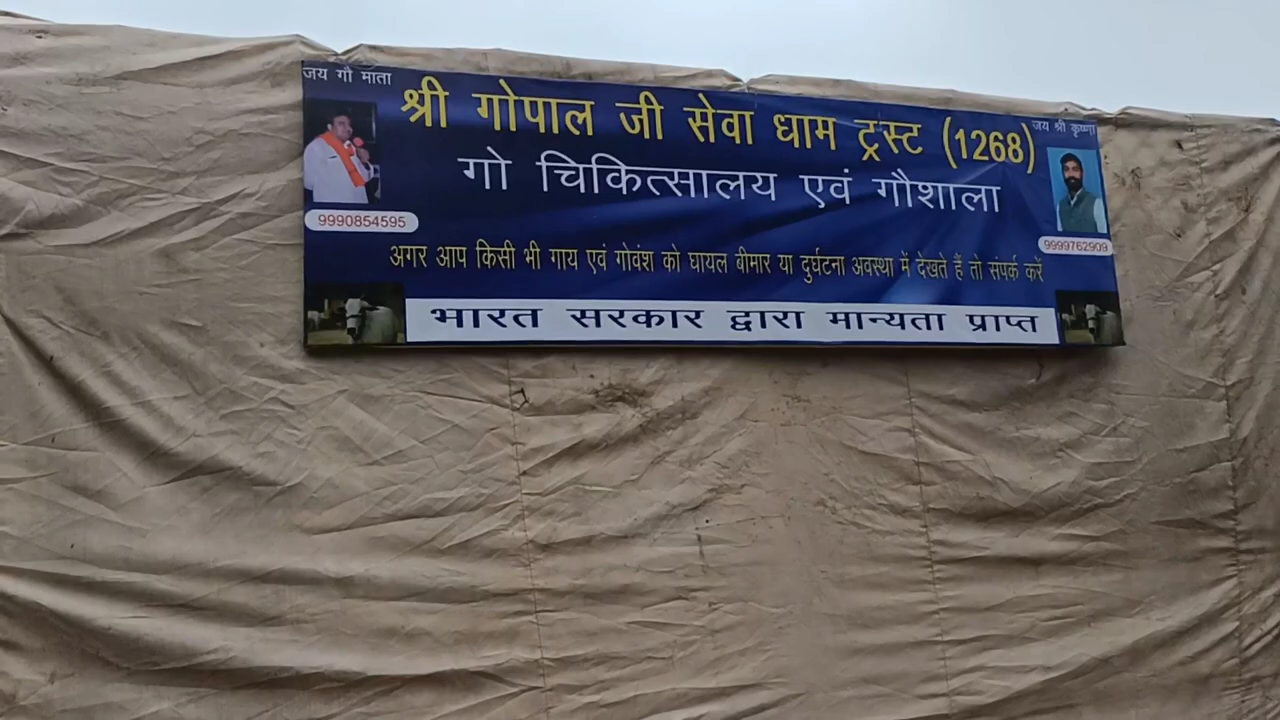 जय गौ माता
श्री गोपाल जी सेवा धाम ट्रस्ट (1268)
जय श्री कृष्णा
गो चिकित्सालय एवं गौशाला
9990854595
9999762909
अगर आप किसी भी गाय एवं गोवंश को घायल बीमार या दुर्घटना अवस्था में देखते हैं तो संपर्क करें
भारत सरकार द्वारा मान्यता प्राप्त